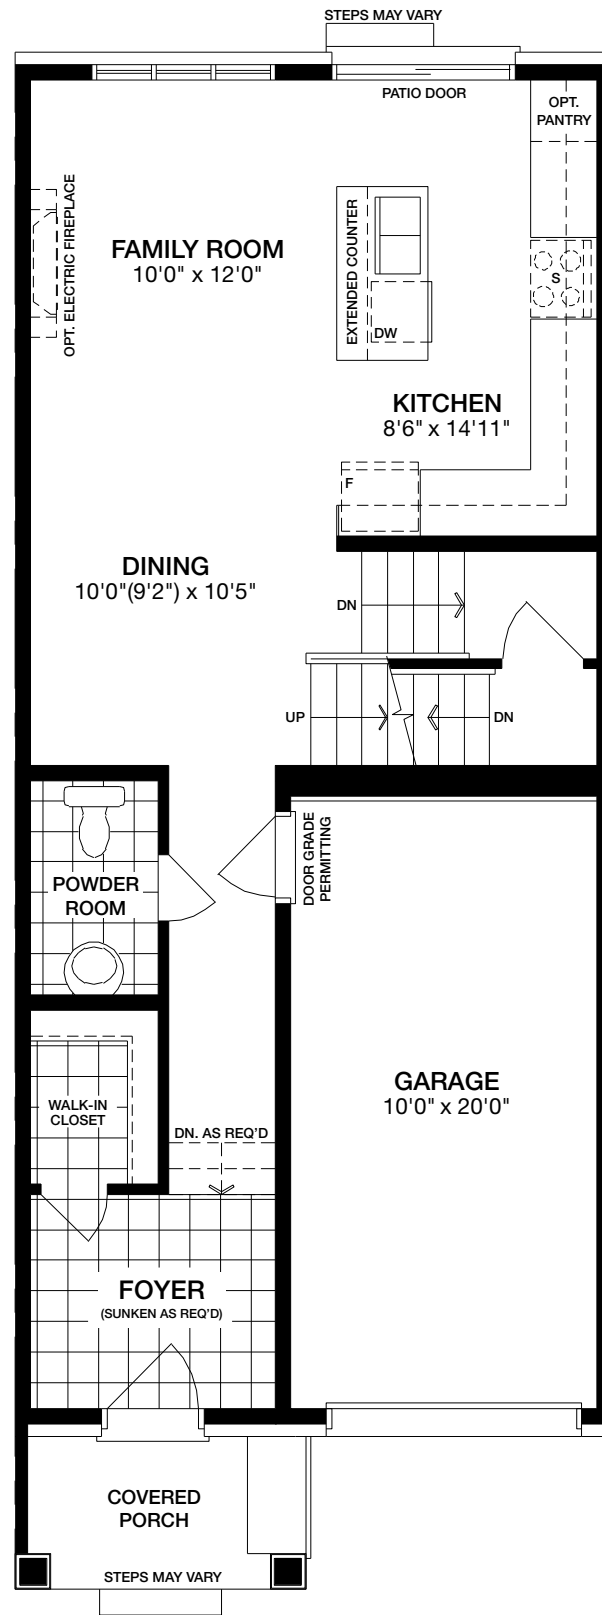 STEPS MAY VARY
PATIO DOOR
OPT.
PANTRY
OPT. ELECTRIC FIREPLACE
FAMILY ROOM
10'0" x 12'0"
EXTENDED COUNTER
S
DW
KITCHEN
8'6" x 14'11"
F
DINING
10'0"(9'2") x 10'5"
DN
UP
DN
DOOR GRADE
PERMITTING
POWDER
ROOM
GARAGE
10'0" x 20'0"
WALK-IN
CLOSET
DN. AS REQ'D
FOYER
(SUNKEN AS REQ'D)
COVERED
PORCH
STEPS MAY VARY